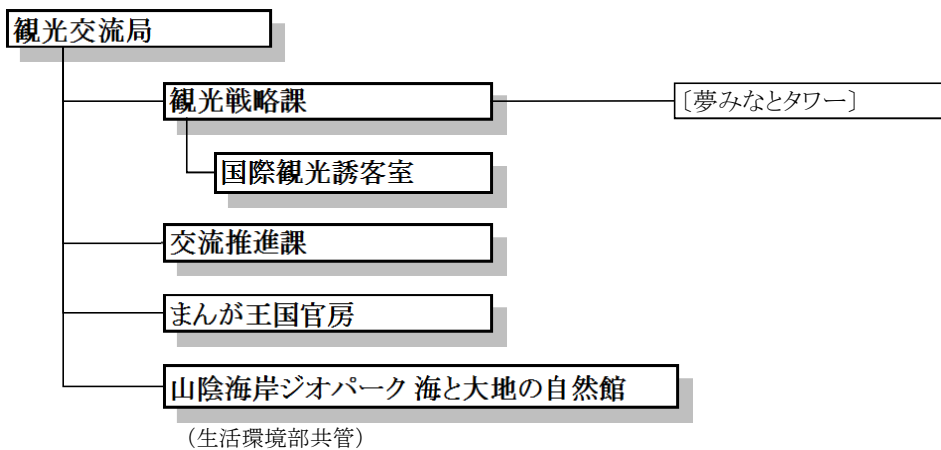 観光交流局
観光戦略課
〔夢みなとタワー〕
国際観光誘客室
交流推進課
まんが王国官房
山陰海岸ジオパーク 海と大地の自然館
（生活環境部共管）